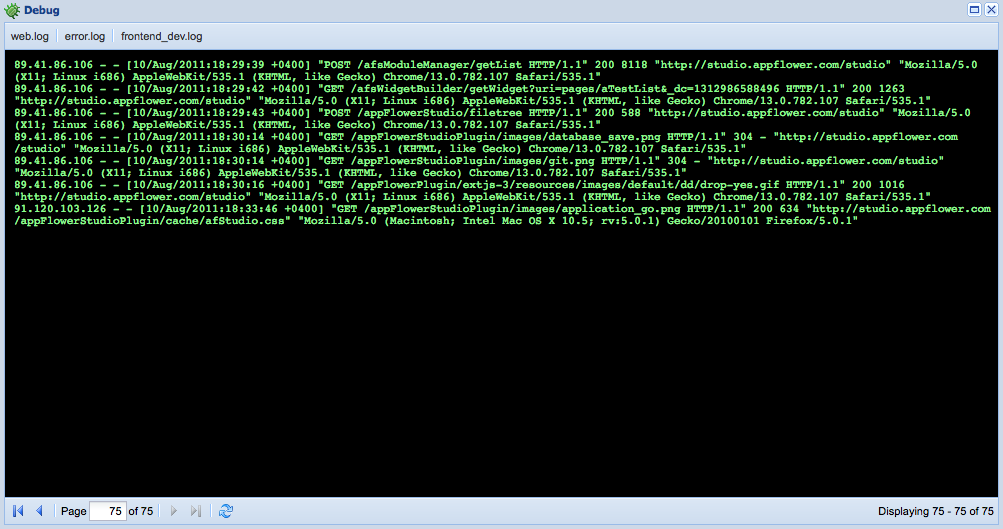 Debug
web.log error.log frontend_dev.log
89.41.86.106 - - [10/Aug/2011:18:29:39 +0400] "POST /afsModuleManager/getList HTTP/1.1" 200 8118 "http://studio.appflower.com/studio" "Mozilla/5.0
(X11; Linux i686) AppleWebKit/535.1 (KHTML, like Gecko) Chrome/13.0.782.107 Safari/535.1"
89.41.86.106 - - [10/Aug/2011:18:29:42 +0400] "GET /afsWidgetBuilder/getWidget?uri=pages/aTestList&_dc=1312986588496 HTTP/1.1" 200 1263
"http://studio.appflower.com/studio" "Mozilla/5.0 (X11; Linux i686) AppleWebKit/535.1 (KHTML, like Gecko) Chrome/13.0.782.107 Safari/535.1"
89.41.86.106 - - [10/Aug/2011:18:29:43 +0400] "POST /appFlowerStudio/filetree HTTP/1.1" 200 588 "http://studio.appflower.com/studio" "Mozilla/5.0
(X11; Linux i686) AppleWebKit/535.1 (KHTML, like Gecko) Chrome/13.0.782.107 Safari/535.1"
89.41.86.106 - - [10/Aug/2011:18:30:14 +0400] "GET /appFlowerStudioPlugin/images/database_save.png HTTP/1.1" 304 - "http://studio.appflower.com
/studio" "Mozilla/5.0 (X11; Linux i686) AppleWebKit/535.1 (KHTML, like Gecko) Chrome/13.0.782.107 Safari/535.1"
89.41.86.106 - - [10/Aug/2011:18:30:14 +0400] "GET /appFlowerStudioPlugin/images/git.png HTTP/1.1" 304 - "http://studio.appflower.com/studio"
"Mozilla/5.0 (X11; Linux i686) AppleWebKit/535.1 (KHTML, like Gecko) Chrome/13.0.782.107 Safari/535.1"
89.41.86.106 - - [10/Aug/2011:18:30:16 +0400] "GET /appFlowerPlugin/extjs-3/resources/images/default/dd/drop-yes.gif HTTP/1.1" 200 1016
"http://studio.appflower.com/studio" "Mozilla/5.0 (X11; Linux i686) AppleWebKit/535.1 (KHTML, like Gecko) Chrome/13.0.782.107 Safari/535.1
91.120.103.126 - - [10/Aug/2011:18:33:46 +0400] "GET /appFlowerStudioPlugin/images/application_go.png HTTP/1.1" 200 634 "http://studio.appflower.com
/appFlowerStudioPlugin/cache/afStudio.css" "Mozilla/5.0 (Macintosh; Intel Mac OS X 10.5; rv:5.0.1) Gecko/20100101 Firefox/5.0.1"
Page 75 of 75 Displaying 75 - 75 of 75